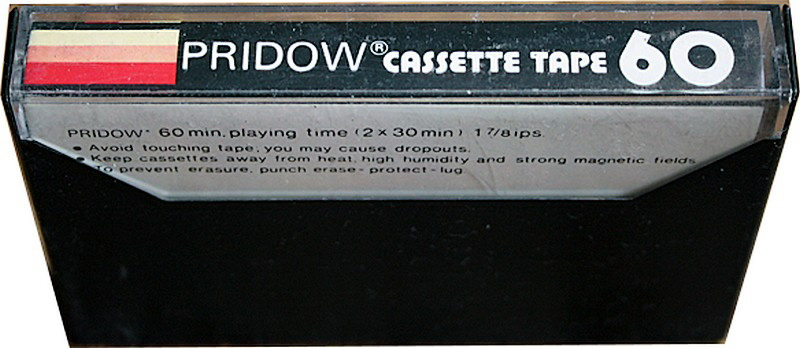 PRIDOW® CASSETTE TAPE 60
PRIDOW® 60 min. playing time (2 x 30 min) 1 7/8 ips.
• Avoid touching tape, you may cause dropouts.
• Keep cassettes away from heat, high humidity and strong magnetic fields
• To prevent erasure, punch erase-protect-lug